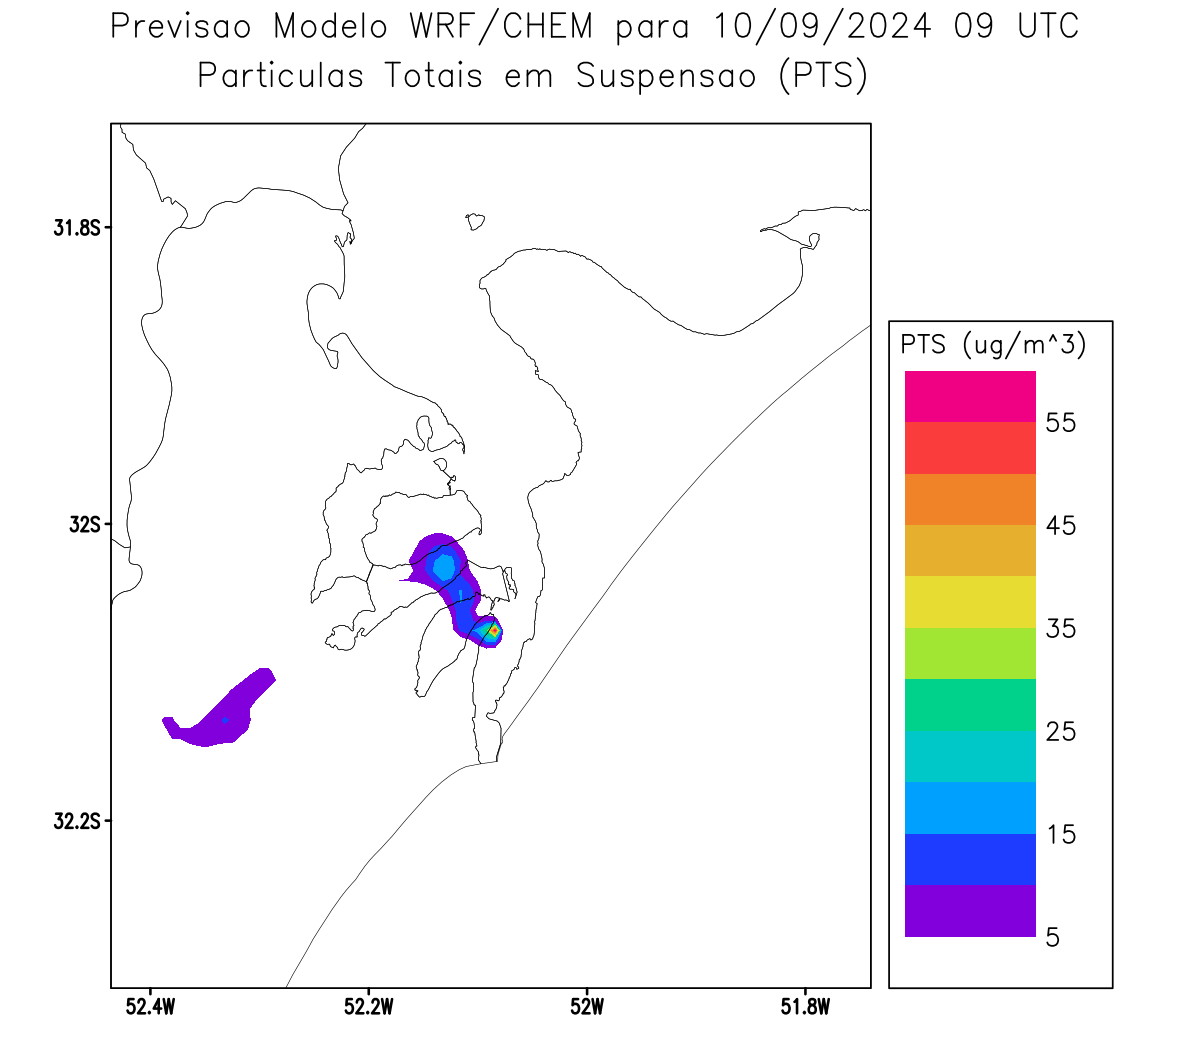 Previsao Modelo WRF/CHEM para 10/09/2024 09 UTC
Particulas Totais em Suspensao (PTS)
31.8S
32S
32.2S
52.4W
52.2W
52W
51.8W
PTS (ug/m^3)
55
45
35
25
15
5